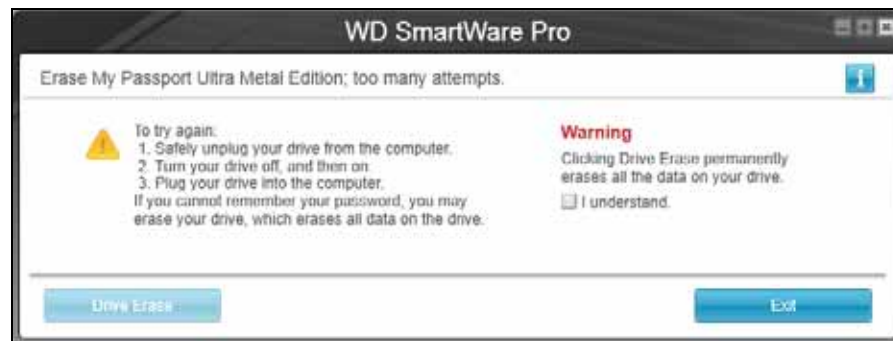 WD SmartWare Pro
Erase My Passport Ultra Metal Edition; too many attempts.
To try again:
1. Safely unplug your drive from the computer.
2. Turn your drive off, and then on.
3. Plug your drive into the computer.
If you cannot remember your password, you may
erase your drive, which erases all data on the drive.
Warning
Clicking Drive Erase permanently
erases all the data on your drive.
I understand.
Drive Erase
Exit